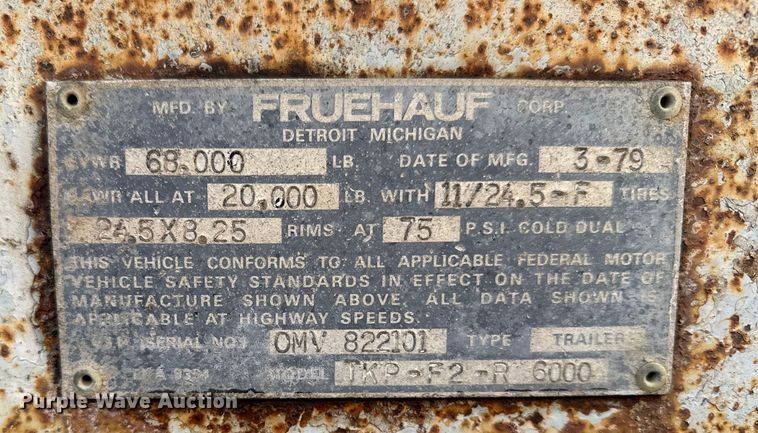 MFD. BY FRUEHAUF CORP.
DETROIT MICHIGAN
GVWR 68,000 LB DATE OF MFG. 3-79
GAWR ALL AT 20,000 LB. WITH 11/24.5-F TIRES
24.5X8.25 RIMS AT 75 P.S.I. COLD DUAL
THIS VEHICLE CONFORMS TO ALL APPLICABLE FEDERAL MOTOR
VEHICLE SAFETY STANDARDS IN EFFECT ON THE DATE OF
MANUFACTURE SHOWN ABOVE. ALL DATA SHOWN IS
APPLICABLE AT HIGHWAY SPEEDS.
(SERIAL NO.) OMV 822101 TYPE TRAILER
MODEL TKP-F2-R 6000
Purple Wave Auction